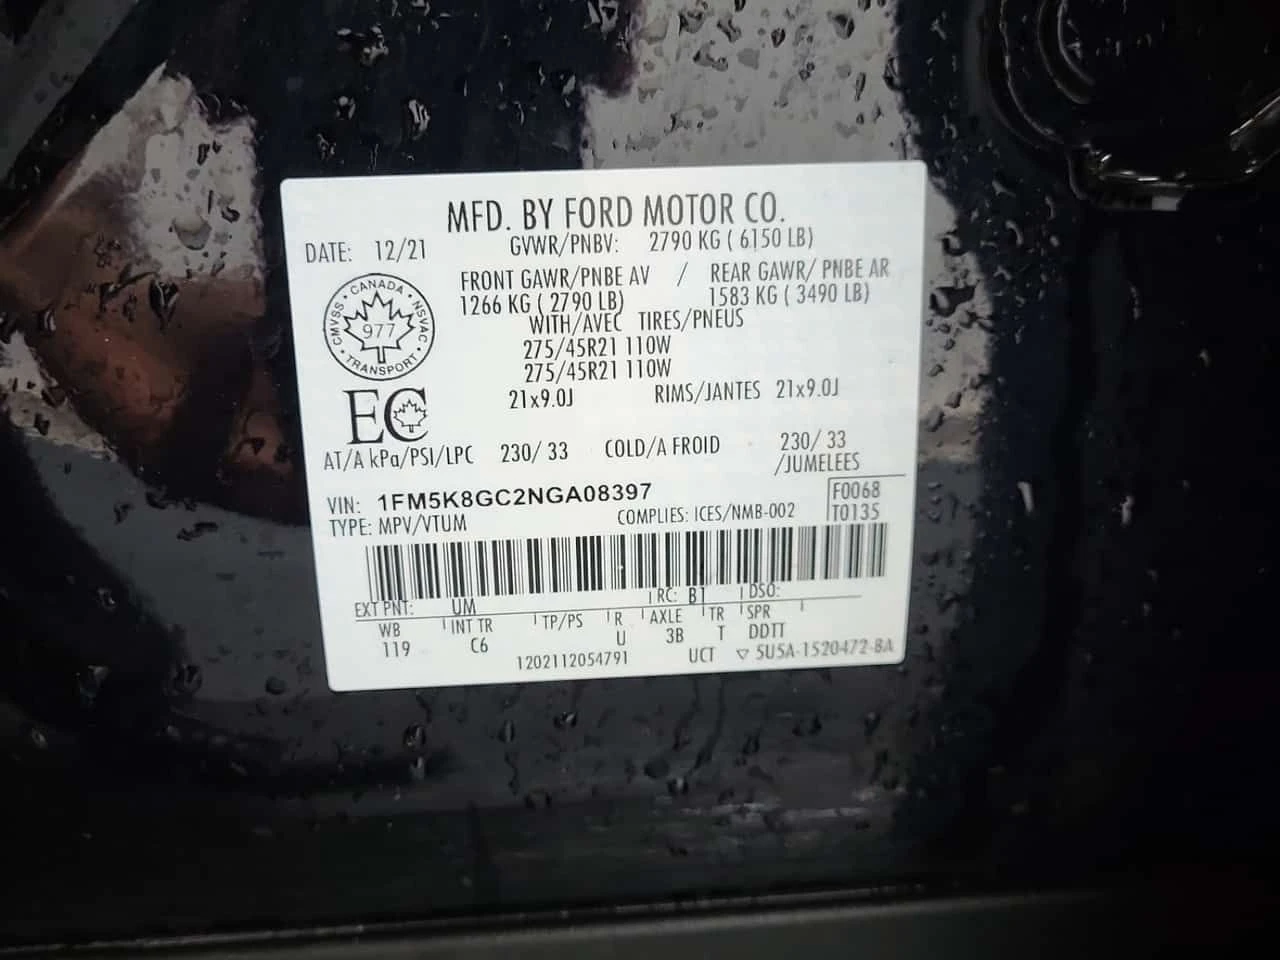 MFD. BY FORD MOTOR CO.
DATE: 12/21
GVWR/PNBV: 2790 KG ( 6150 LB)
FRONT GAWR/PNBE AV / REAR GAWR/ PNBE AR
1266 KG ( 2790 LB) 1583 KG ( 3490 LB)
WITH/AVEC TIRES/PNEUS
275/45R21 110W
275/45R21 110W
21x9.0J RIMS/JANTES 21x9.0J
CANADA
CMVSS NSVAC
977
TRANSPORT
EC
AT/A kPa/PSI/LPC 230/ 33 COLD/A FROID 230/ 33
/JUMELEES
VIN: 1FM5K8GC2NGA08397
F0068
TYPE: MPV/VTUM COMPLIES: ICES/NMB-002 T0135
EXT PNT: UM RC: B1 DSO:
WB INT TR TP/PS R AXLE TR SPR
119 C6 U 3B T DDTT
1202112054791 UCT ▽ 5U5A-1520472-BA